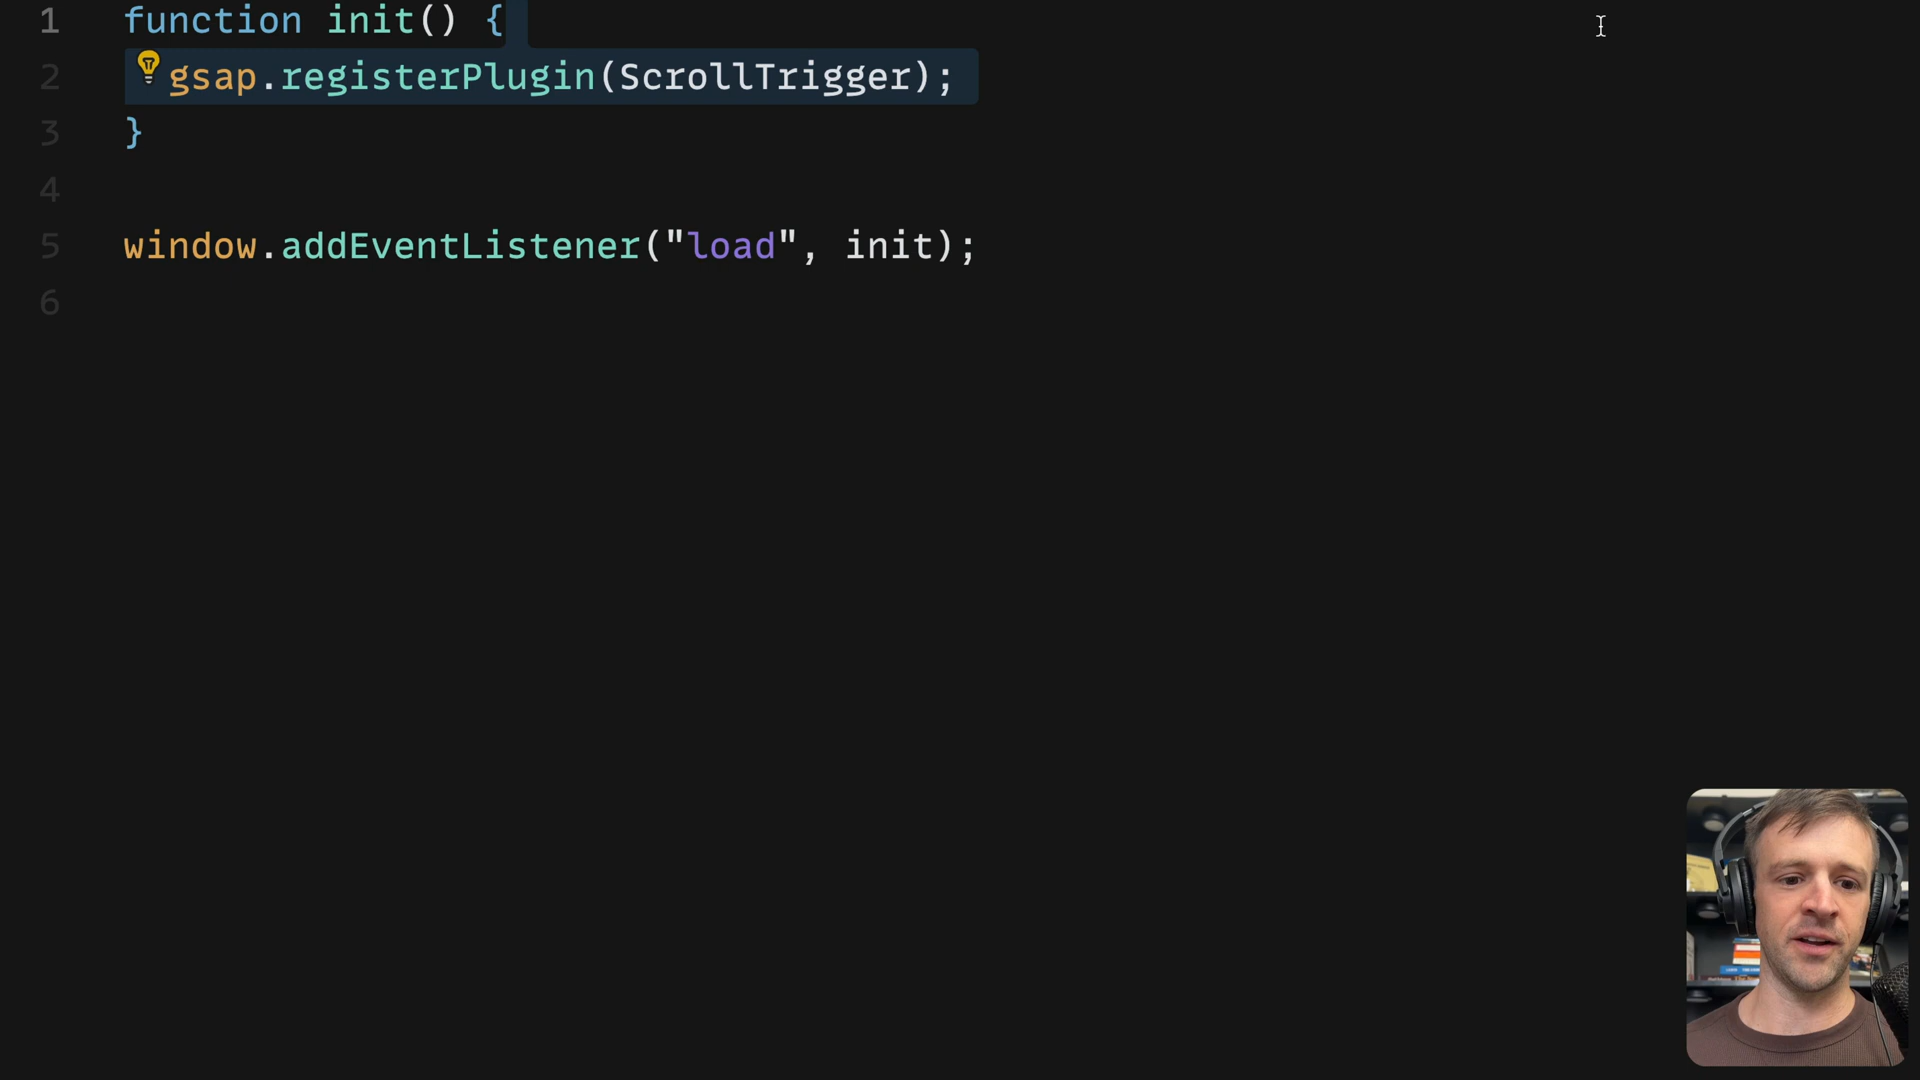 1 function init() {
2 gsap.registerPlugin(ScrollTrigger);
3 }
4
5 window.addEventListener("load", init);
6